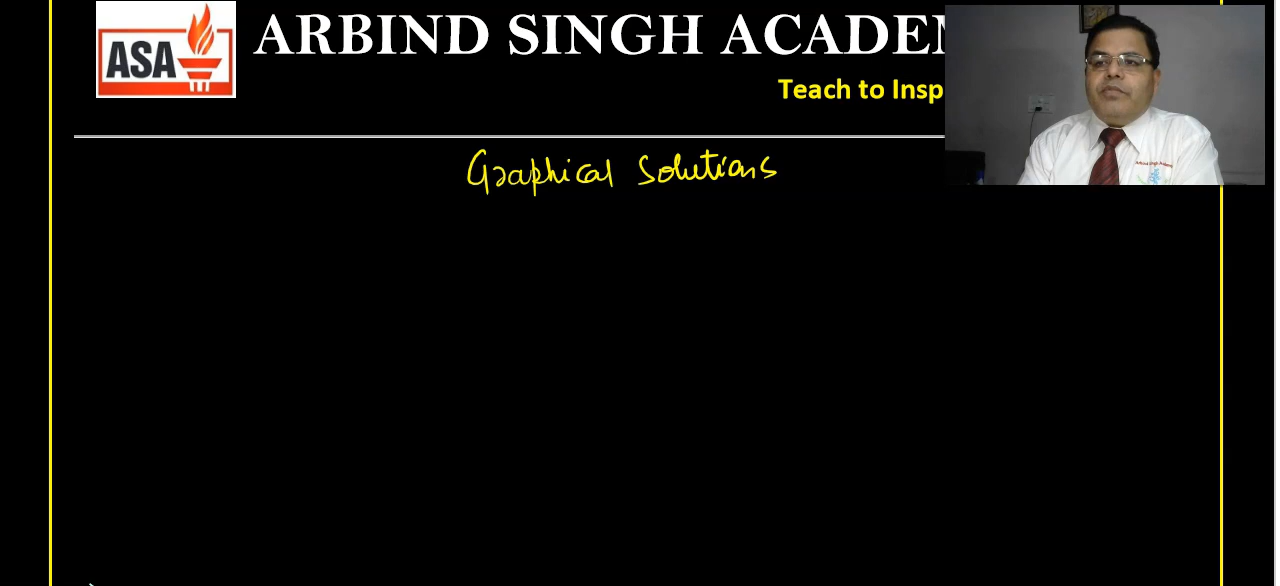 ASA
ARBIND SINGH ACADEM
Teach to Insp
Graphical Solutions